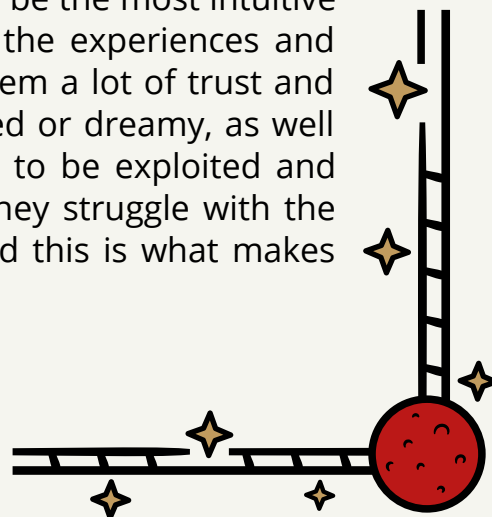 be the most intuitive
the experiences and
em a lot of trust and
ed or dreamy, as well
to be exploited and
hey struggle with the
d this is what makes